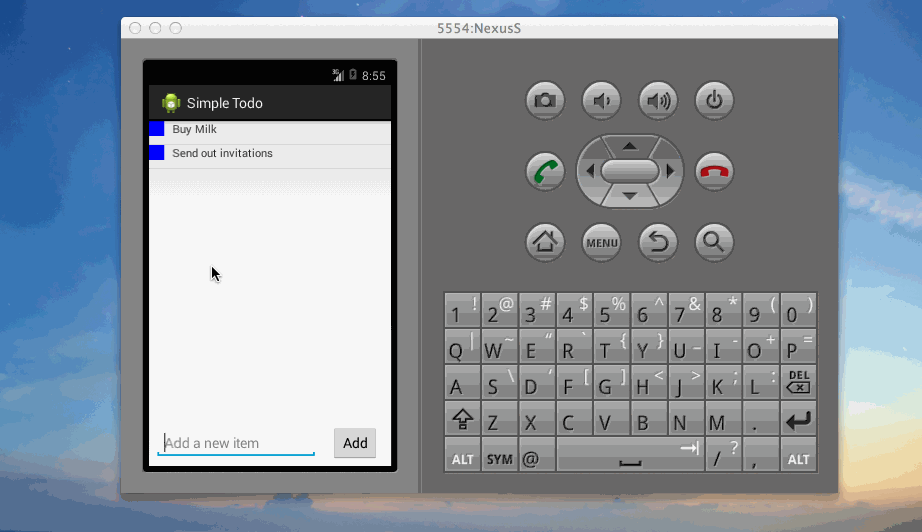 5554:NexusS
3G 8:55
Simple Todo
Buy Milk
Send out invitations
Add a new item
Add
MENU
1 ! 2 @ 3 # 4 $ 5 % 6 ^ 7 & 8 * 9 ( 0 )
Q | W ~ E “ R ` T { Y } U _ I - O + P =
A S \ D ‘ F [ G ] H < J > K ; L : DEL
Z X C V B N M .
ALT SYM @ / ? , ALT